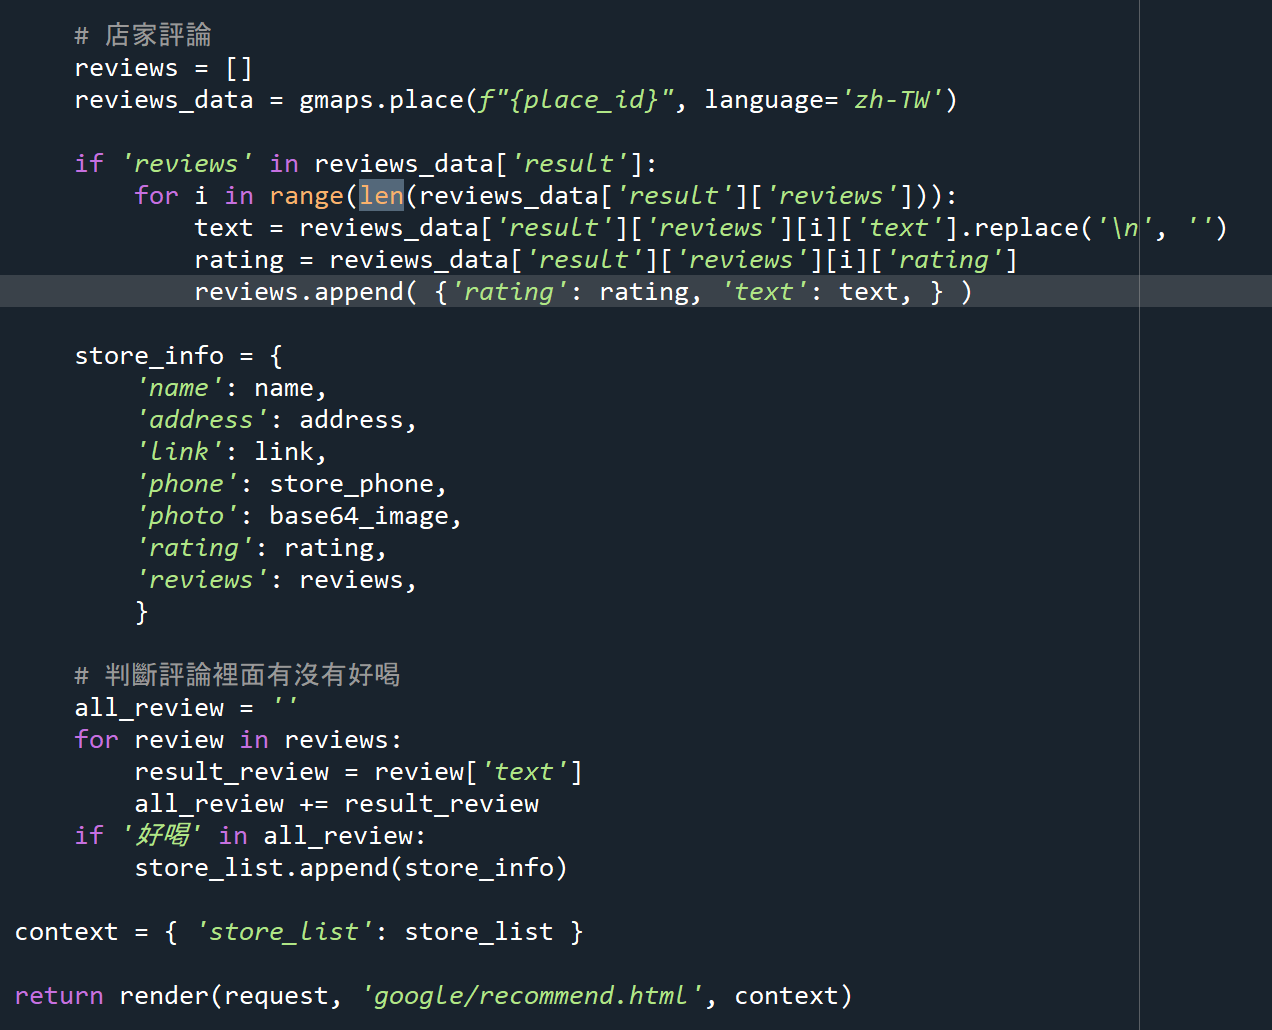 # 店家評論
reviews = []
reviews_data = gmaps.place(f"{place_id}", language='zh-TW')
if 'reviews' in reviews_data['result']:
for i in range(len(reviews_data['result']['reviews'])):
text = reviews_data['result']['reviews'][i]['text'].replace('\n', '')
rating = reviews_data['result']['reviews'][i]['rating']
reviews.append( {'rating': rating, 'text': text, } )
store_info = {
'name': name,
'address': address,
'link': link,
'phone': store_phone,
'photo': base64_image,
'rating': rating,
'reviews': reviews,
}
# 判斷評論裡面有沒有好喝
all_review = ''
for review in reviews:
result_review = review['text']
all_review += result_review
if '好喝' in all_review:
store_list.append(store_info)
context = { 'store_list': store_list }
return render(request, 'google/recommend.html', context)